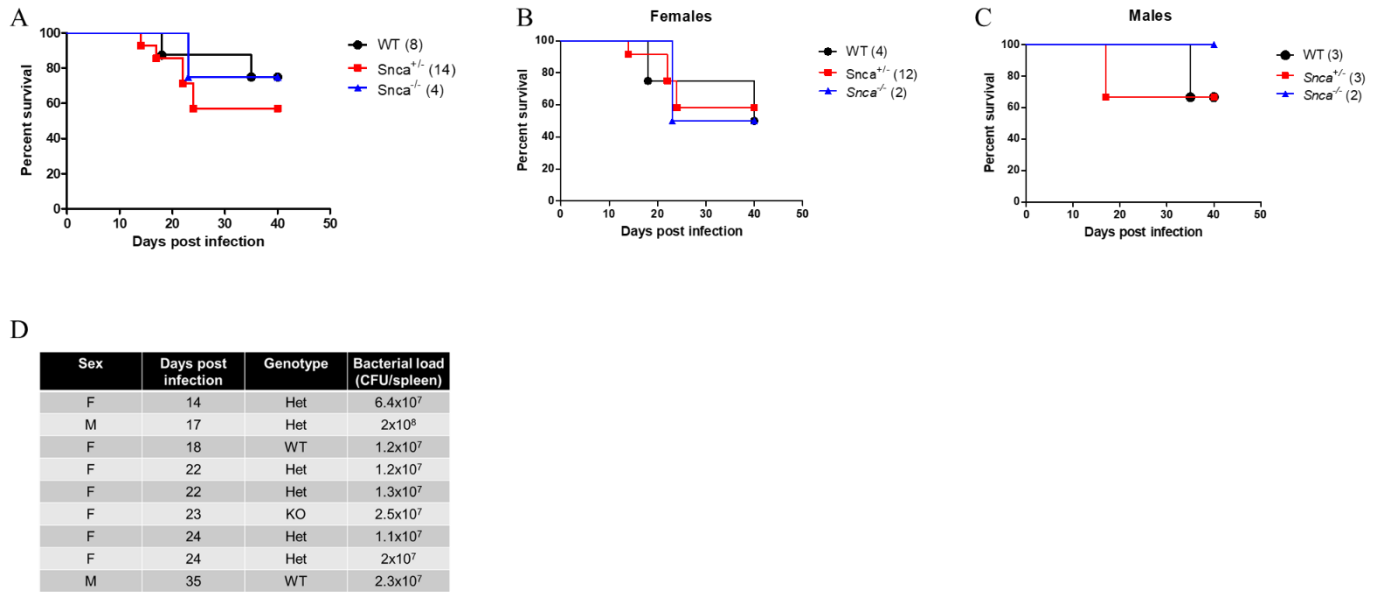 A
Percent survival
100
80
60
40
20
0
0 10 20 30 40 50
Days post infection
WT (8)
Snca⁺/⁻ (14)
Snca⁻/⁻ (4)
B
Females
Percent survival
100
80
60
40
20
0
0 10 20 30 40 50
Days post infection
WT (4)
Snca⁺/⁻ (12)
Snca⁻/⁻ (2)
C
Males
Percent survival
100
80
60
40
20
0
0 10 20 30 40 50
Days post infection
WT (3)
Snca⁺/⁻ (3)
Snca⁻/⁻ (2)
D
Sex Days post infection Genotype Bacterial load (CFU/spleen)
F 14 Het 6.4x10⁷
M 17 Het 2x10⁸
F 18 WT 1.2x10⁷
F 22 Het 1.2x10⁷
F 22 Het 1.3x10⁷
F 23 KO 2.5x10⁷
F 24 Het 1.1x10⁷
F 24 Het 2x10⁷
M 35 WT 2.3x10⁷